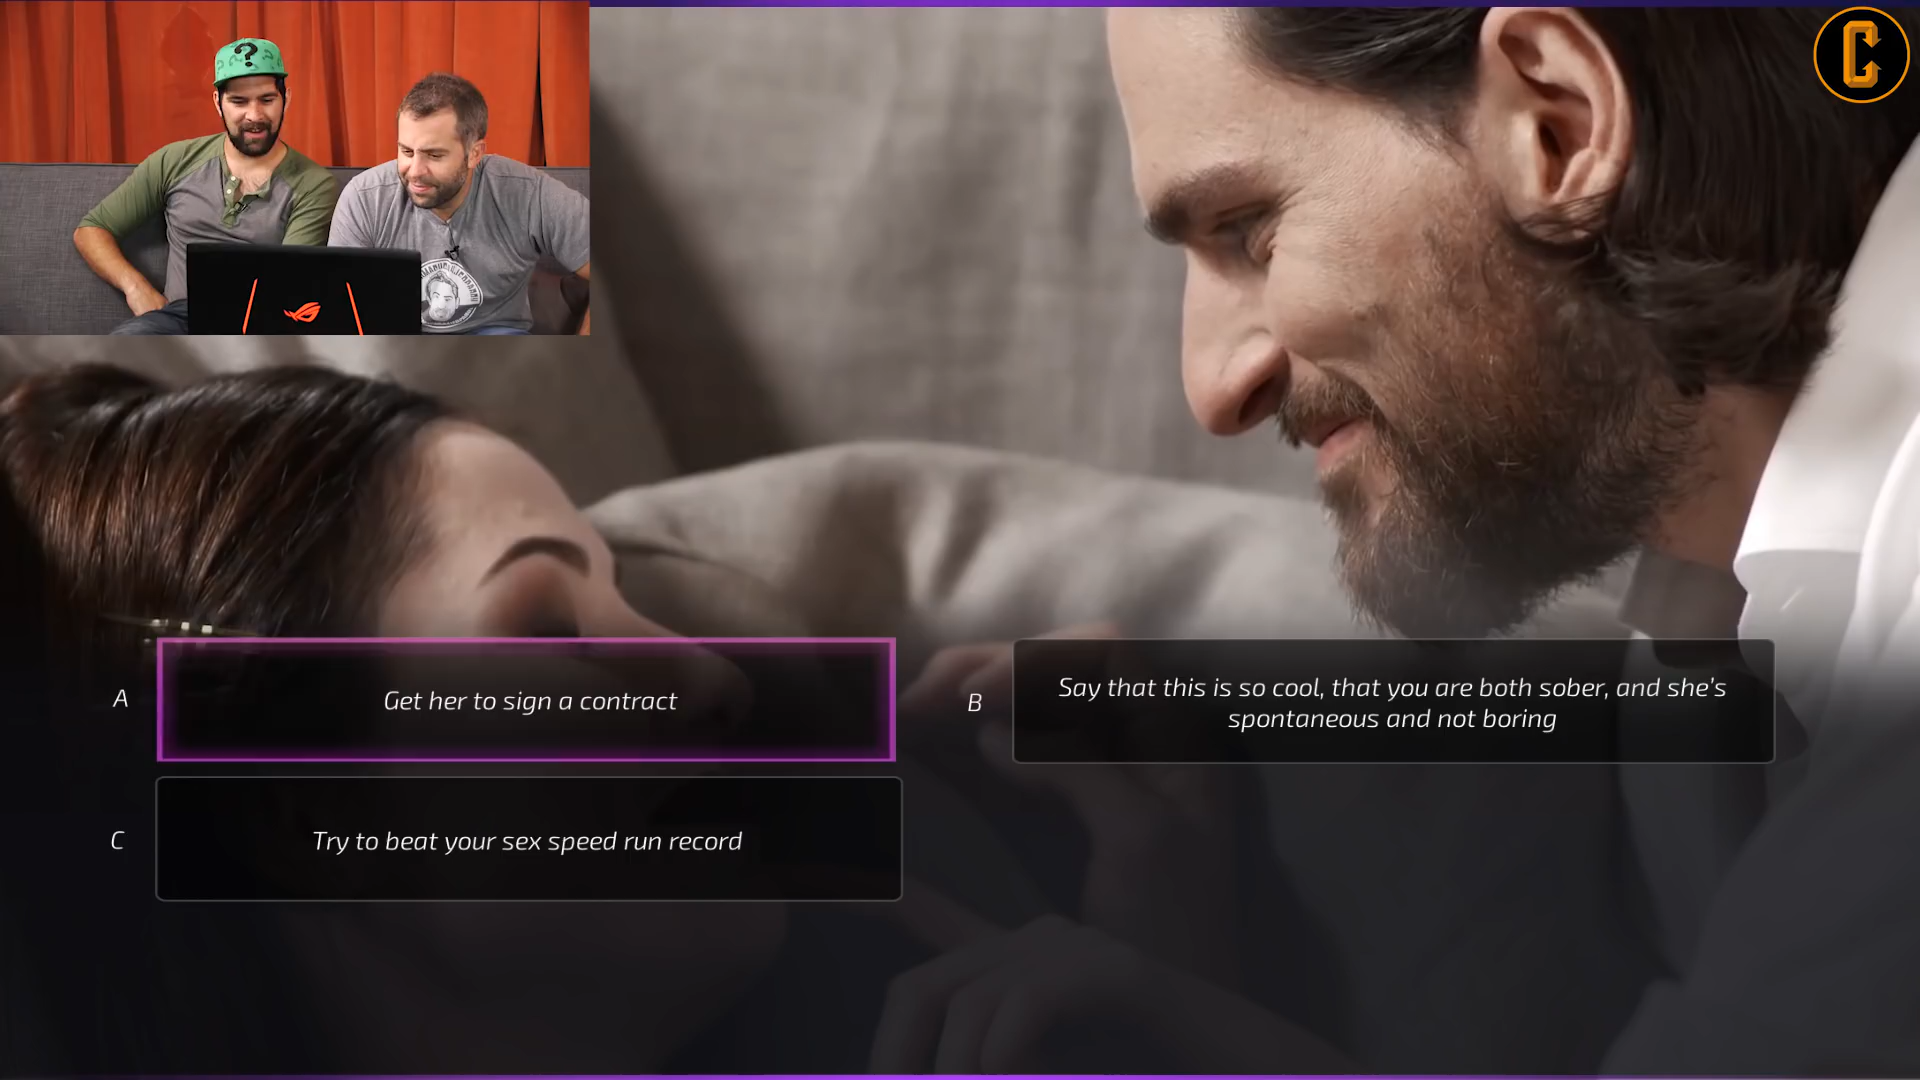 ?
A
Get her to sign a contract
B
Say that this is so cool, that you are both sober, and she's
spontaneous and not boring
C
Try to beat your sex speed run record